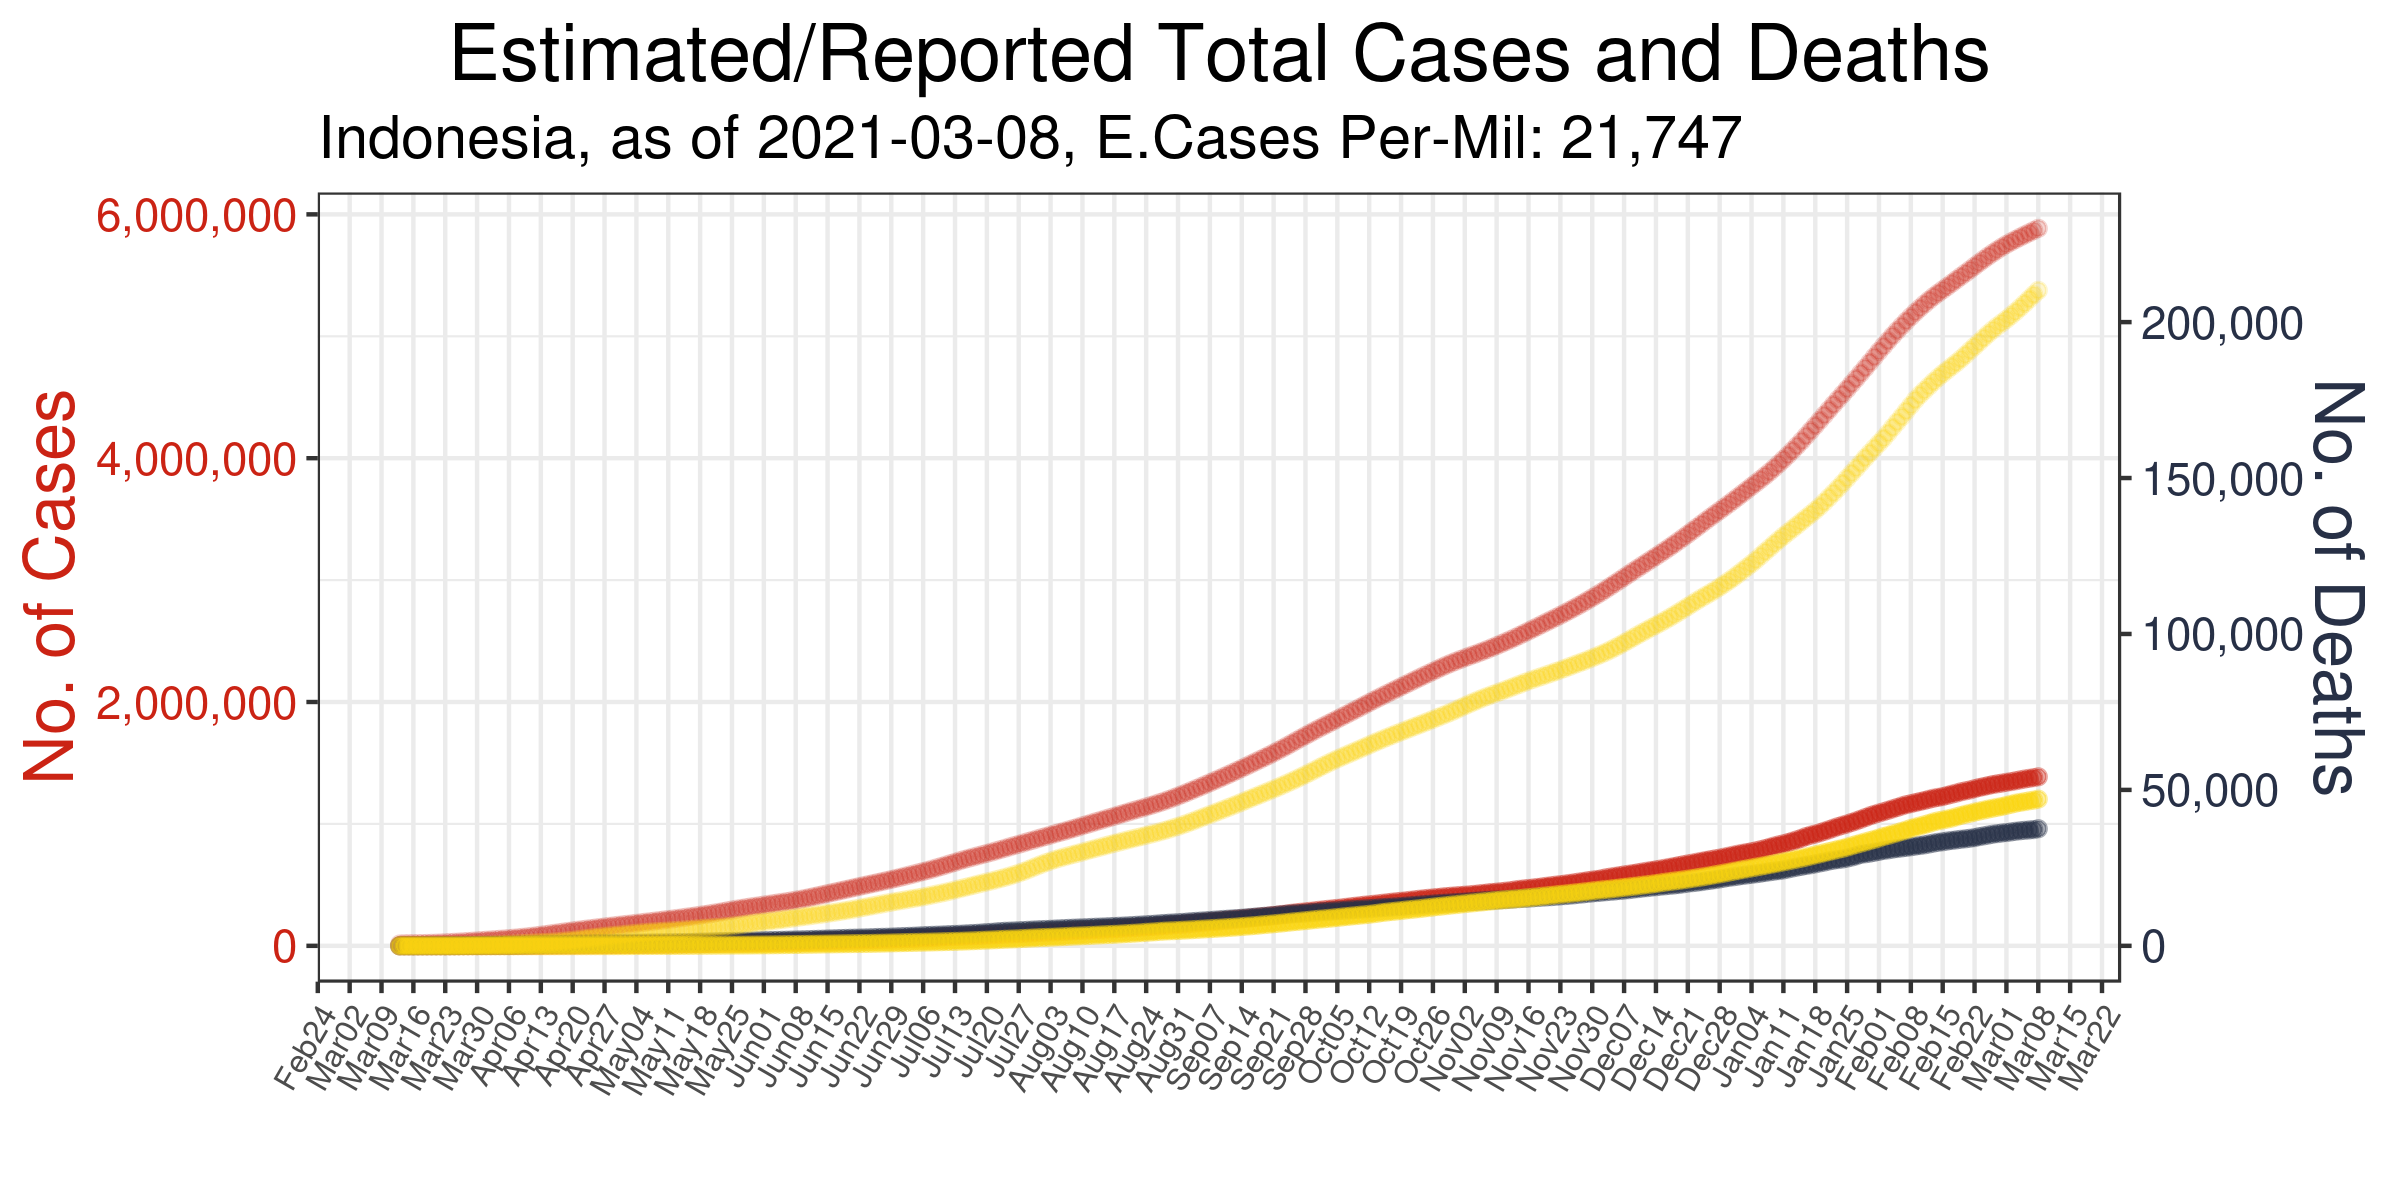 Estimated/Reported Total Cases and Deaths
Indonesia, as of 2021-03-08, E.Cases Per-Mil: 21,747
No. of Cases
6,000,000
4,000,000
2,000,000
0
200,000
150,000
100,000
50,000
0
No. of Deaths
Feb24 Mar02 Mar09 Mar16 Mar23 Mar30 Apr06 Apr13 Apr20 Apr27 May04 May11 May18 May25 Jun01 Jun08 Jun15 Jun22 Jun29 Jul06 Jul13 Jul20 Jul27 Aug03 Aug10 Aug17 Aug24 Aug31 Sep07 Sep14 Sep21 Sep28 Oct05 Oct12 Oct19 Oct26 Nov02 Nov09 Nov16 Nov23 Nov30 Dec07 Dec14 Dec21 Dec28 Jan04 Jan11 Jan18 Jan25 Feb01 Feb08 Feb15 Feb22 Mar01 Mar08 Mar15 Mar22